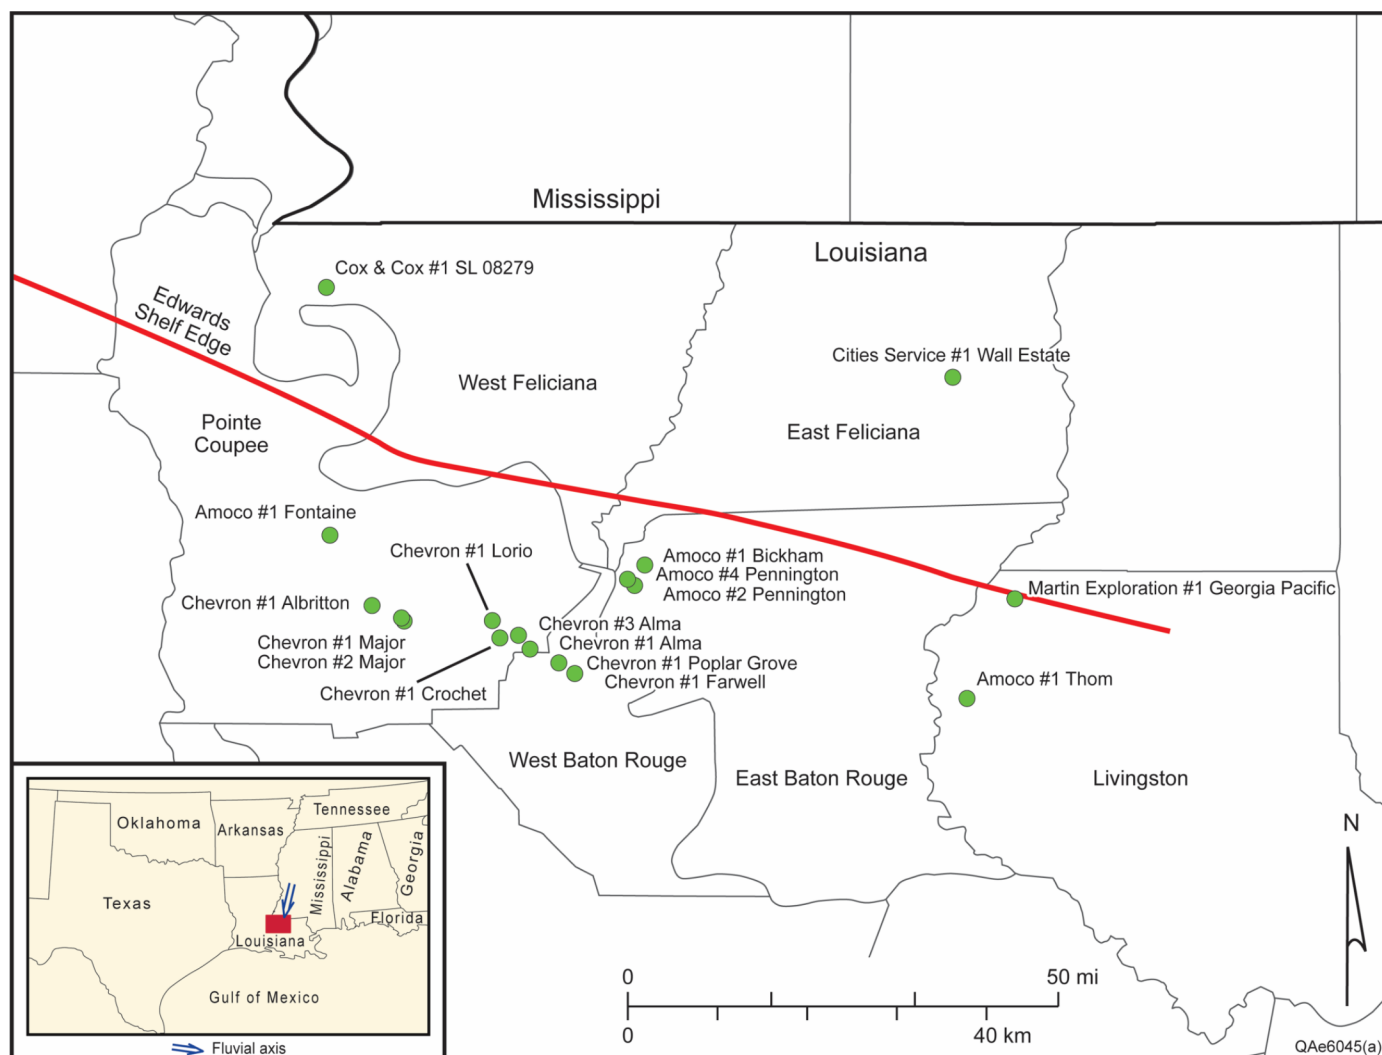 Mississippi
Louisiana
Cox & Cox #1 SL 08279
Edwards
Shelf Edge
Cities Service #1 Wall Estate
West Feliciana
East Feliciana
Pointe
Coupee
Amoco #1 Fontaine
Chevron #1 Lorio
Amoco #1 Bickham
Amoco #4 Pennington
Amoco #2 Pennington
Martin Exploration #1 Georgia Pacific
Chevron #1 Albritton
Chevron #3 Alma
Chevron #1 Major
Chevron #1 Alma
Chevron #2 Major
Chevron #1 Poplar Grove
Chevron #1 Farwell
Chevron #1 Crochet
Amoco #1 Thom
West Baton Rouge
East Baton Rouge
Livingston
Oklahoma
Arkansas
Tennessee
Mississippi
Alabama
Georgia
Texas
Florida
Louisiana
Gulf of Mexico
Fluvial axis
N
0
50 mi
0
40 km
QAe6045(a)